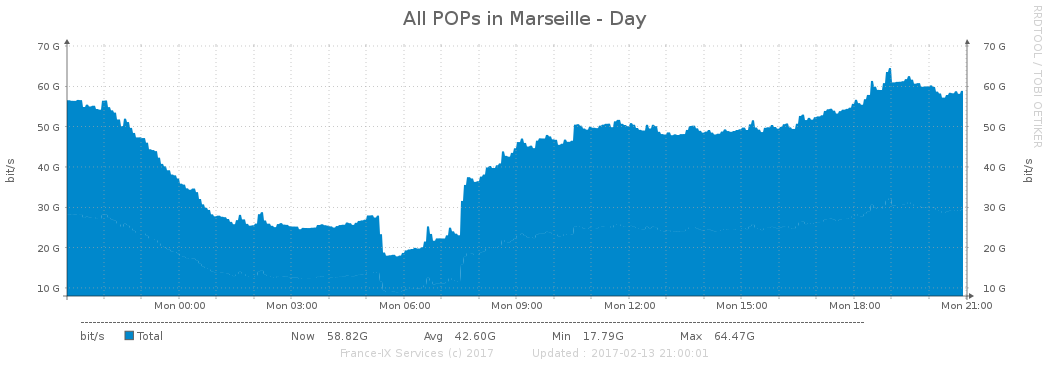 All POPs in Marseille - Day
RRDTOOL / TOBI OETIKER
70 G 70 G
60 G 60 G
50 G 50 G
40 G 40 G
30 G 30 G
20 G 20 G
10 G 10 G
bit/s
bit/s
Mon 00:00 Mon 03:00 Mon 06:00 Mon 09:00 Mon 12:00 Mon 15:00 Mon 18:00 Mon 21:00
bit/s Total Now 58.82G Avg 42.60G Min 17.79G Max 64.47G
France-IX Services (c) 2017 Updated : 2017-02-13 21:00:01